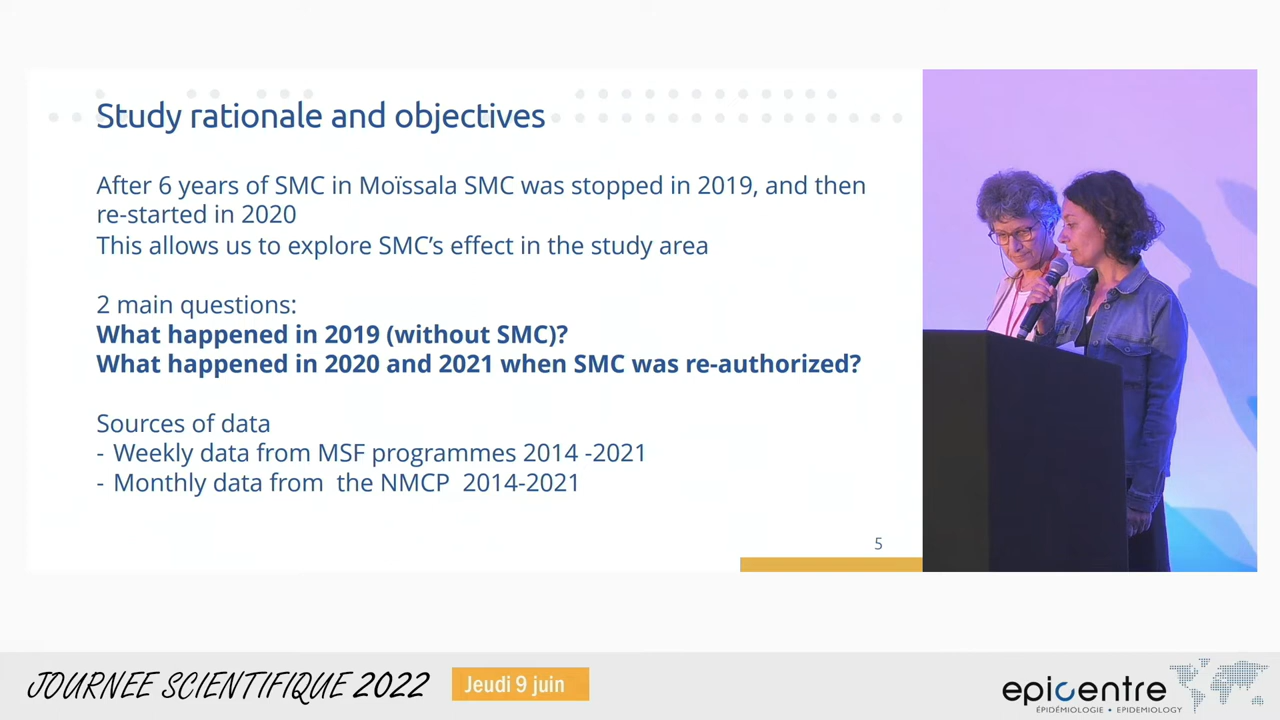 Study rationale and objectives
After 6 years of SMC in Moïssala SMC was stopped in 2019, and then
re-started in 2020
This allows us to explore SMC’s effect in the study area
2 main questions:
What happened in 2019 (without SMC)?
What happened in 2020 and 2021 when SMC was re-authorized?
Sources of data
- Weekly data from MSF programmes 2014 -2021
- Monthly data from the NMCP 2014-2021
5
JOURNEE SCIENTIFIQUE 2022
Jeudi 9 juin
epicentre
ÉPIDÉMIOLOGIE • EPIDEMIOLOGY